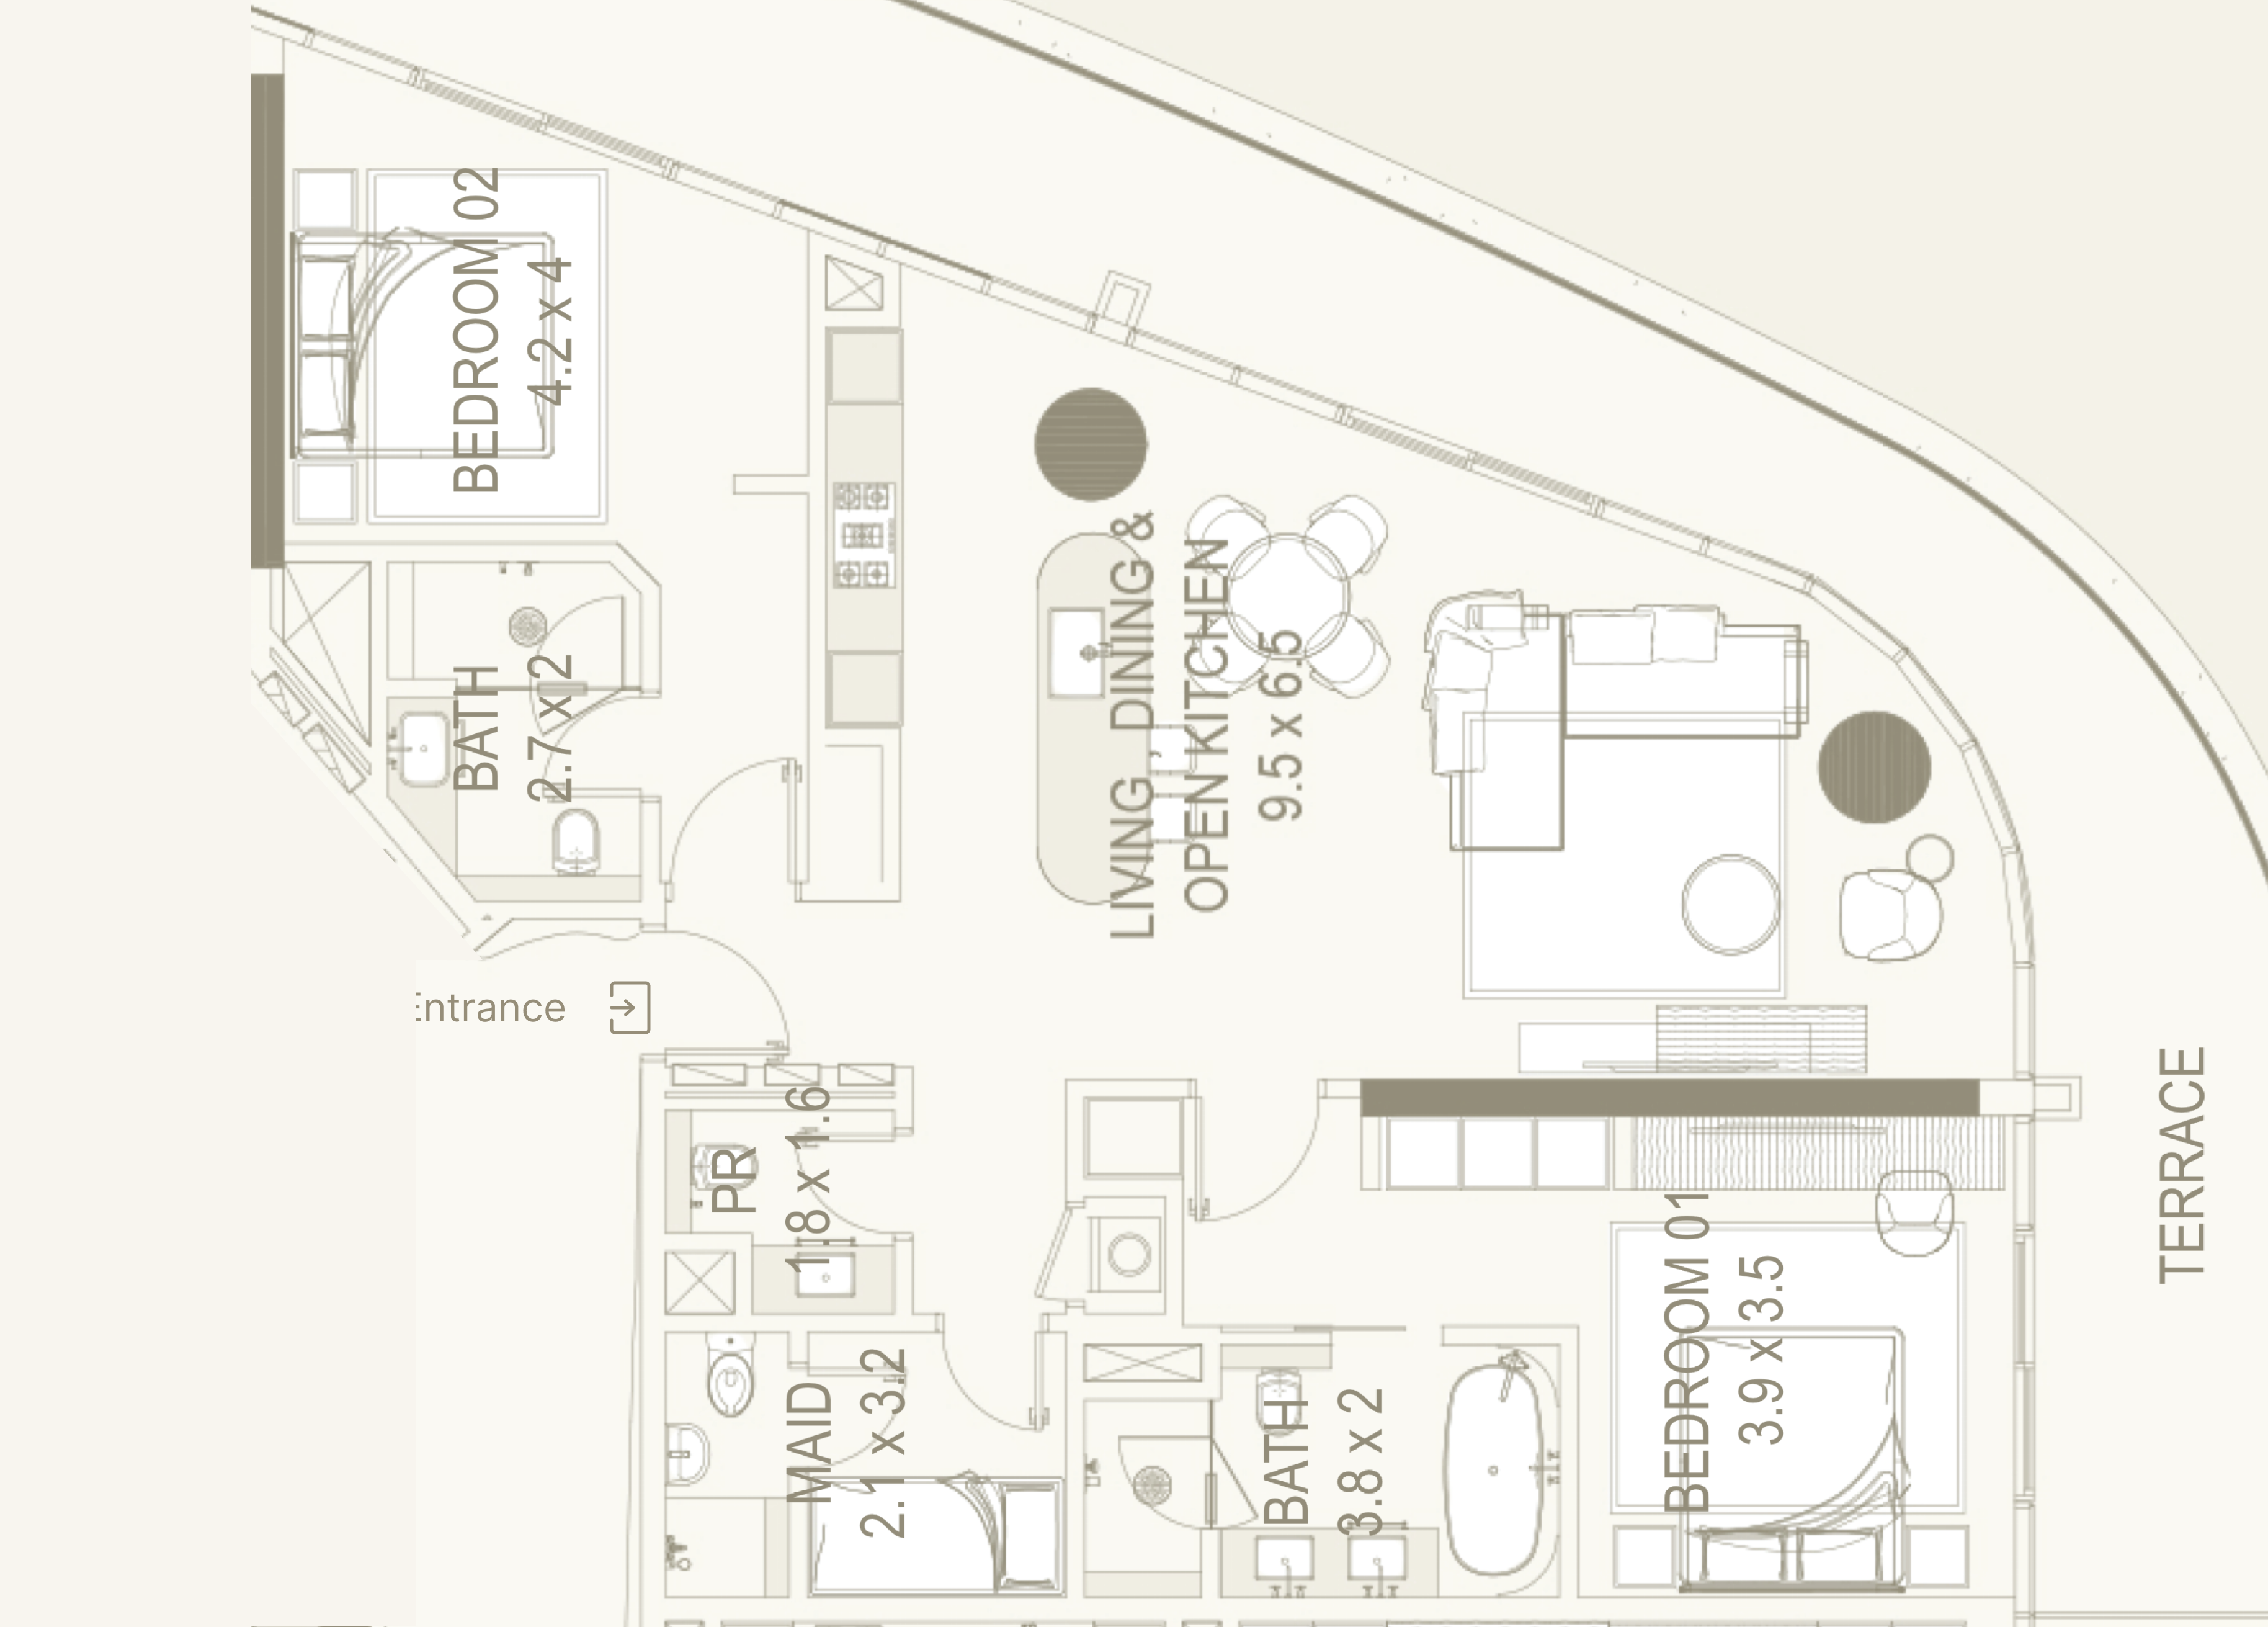 BEDROOM 02
4.2 x 4
BATH
2.7 x 2
LIVING DINING &
OPEN KITCHEN
9.5 x 6.5
Entrance
PR
1.8 x 1.6
MAID
2.1 x 3.2
BATH
3.8 x 2
BEDROOM 01
3.9 x 3.5
TERRACE